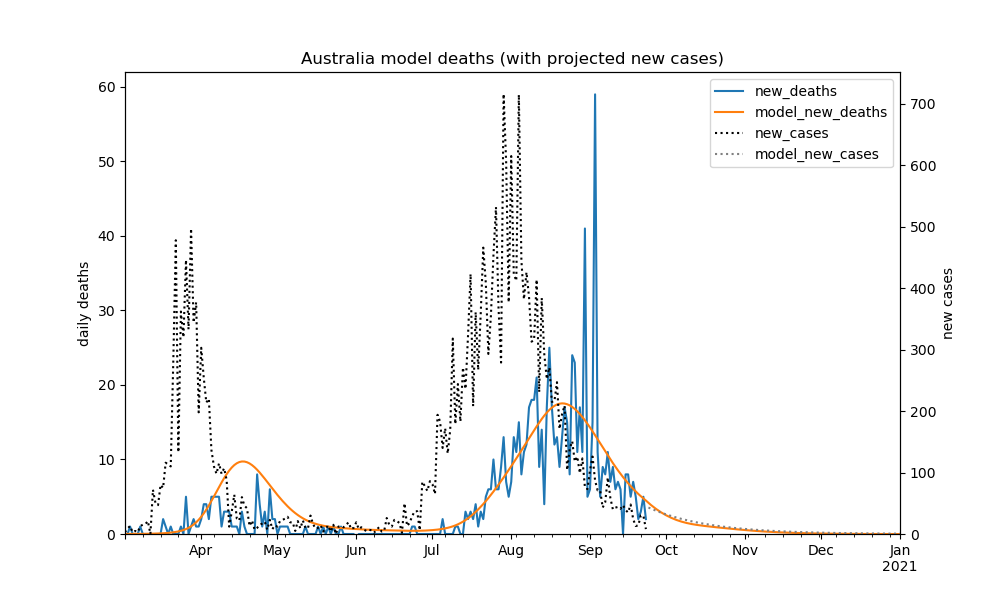 Australia model deaths (with projected new cases)
new_deaths
model_new_deaths
new_cases
model_new_cases
daily deaths
new cases
60
50
40
30
20
10
0
700
600
500
400
300
200
100
0
Apr May Jun Jul Aug Sep Oct Nov Dec Jan
2021